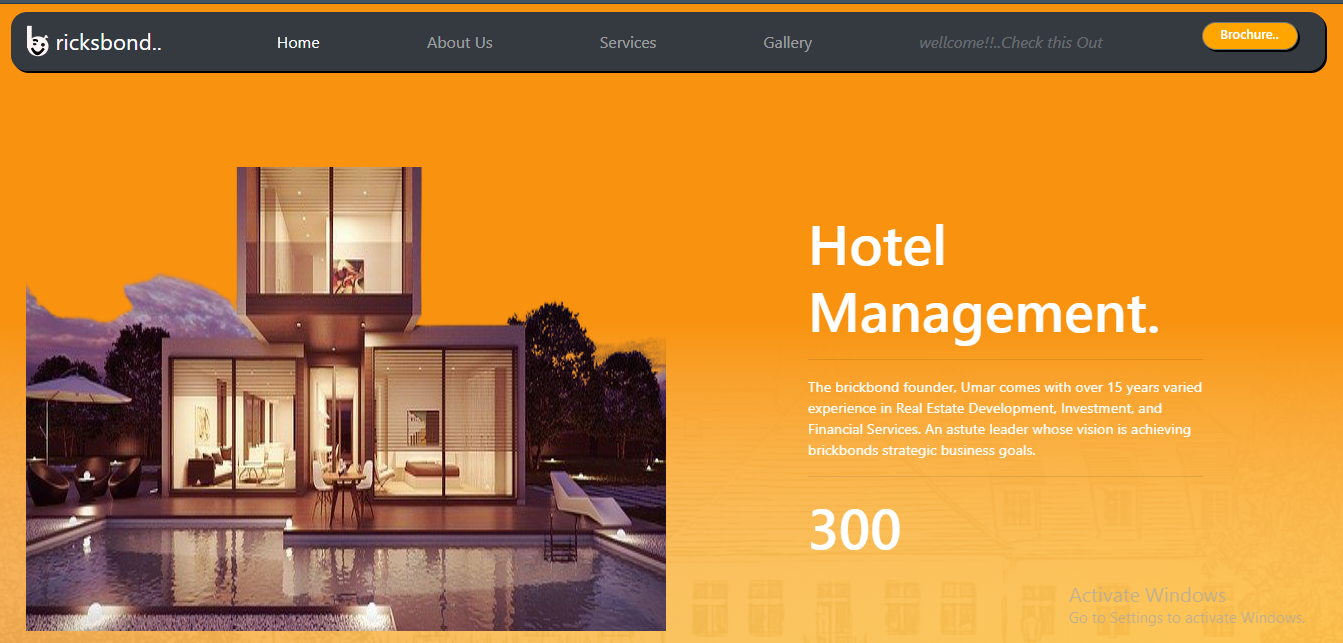 bricksbond..
Home
About Us
Services
Gallery
wellcome!!..Check this Out
Brochure..
Hotel
Management.
The brickbond founder, Umar comes with over 15 years varied
experience in Real Estate Development, Investment, and
Financial Services. An astute leader whose vision is achieving
brickbonds strategic business goals.
300
Activate Windows
Go to Settings to activate Windows.